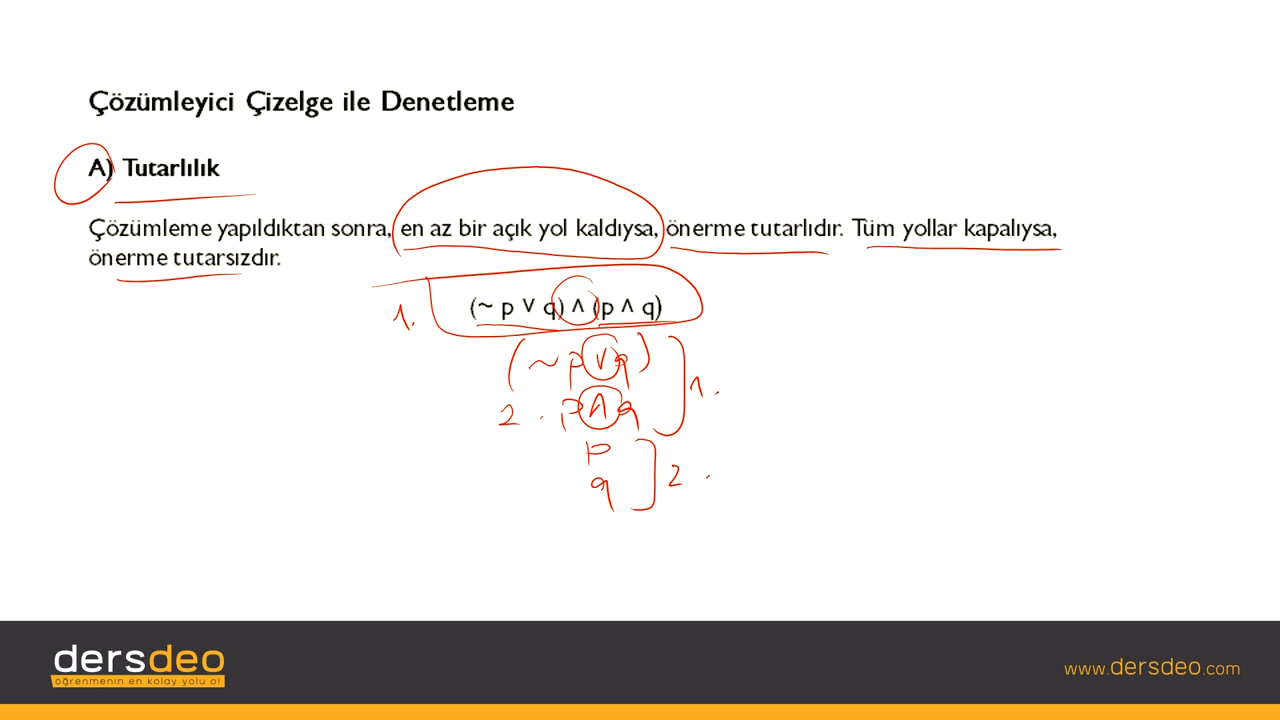 Çözümleyici Çizelge ile Denetleme
A) Tutarlılık
Çözümleme yapıldıktan sonra, en az bir açık yol kaldıysa, önerme tutarlıdır. Tüm yollar kapalıysa,
önerme tutarsızdır.
1. (~ p ∨ q) ∧ (p ∧ q)
(~ p ∨ q)
2. p ∧ q 1.
p
q 2.
dersdeo
öğrenmenin en kolay yolu o!
www.dersdeo.com